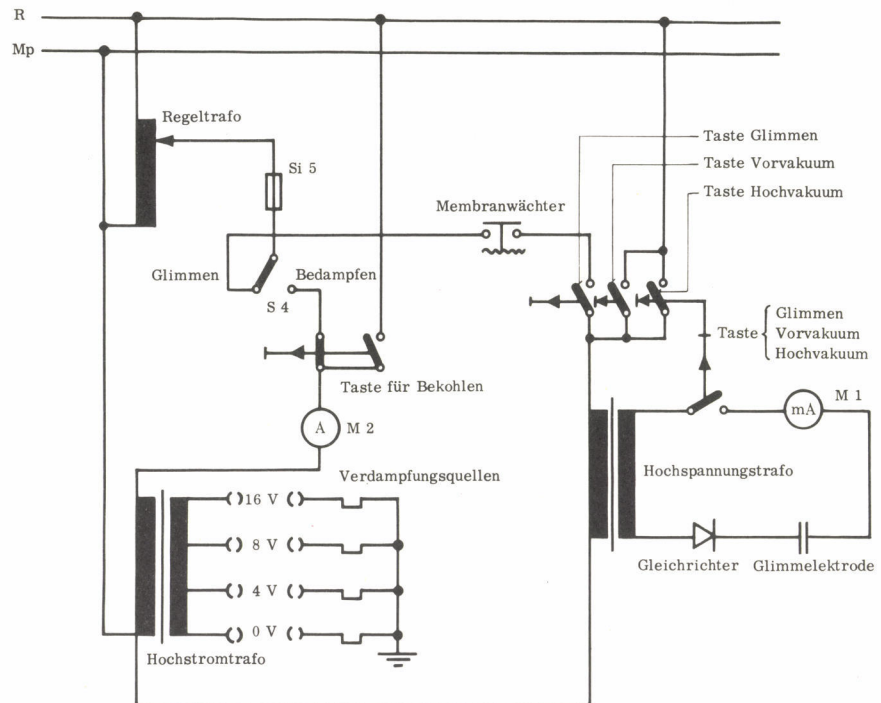 R
Mp
Regeltrafo
Si 5
Taste Glimmen
Taste Vorvakuum
Taste Hochvakuum
Membranwächter
Glimmen
Bedampfen
S 4
Taste
Glimmen
Vorvakuum
Hochvakuum
Taste für Bekohlen
A
M 2
mA
M 1
Verdampfungsquellen
Hochspannungstrafo
16 V
8 V
4 V
0 V
Gleichrichter
Glimmelektrode
Hochstromtrafo